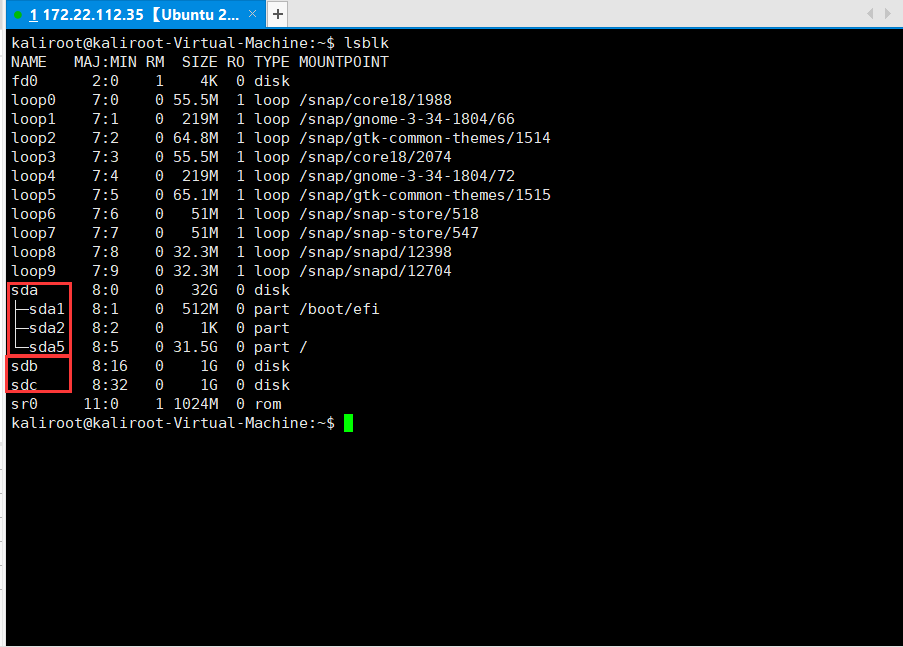 1 172.22.112.35【Ubuntu 2... × +
kaliroot@kaliroot-Virtual-Machine:~$ lsblk
NAME   MAJ:MIN RM  SIZE RO TYPE MOUNTPOINT
fd0      2:0    1    4K  0 disk
loop0    7:0    0 55.5M  1 loop /snap/core18/1988
loop1    7:1    0  219M  1 loop /snap/gnome-3-34-1804/66
loop2    7:2    0 64.8M  1 loop /snap/gtk-common-themes/1514
loop3    7:3    0 55.5M  1 loop /snap/core18/2074
loop4    7:4    0  219M  1 loop /snap/gnome-3-34-1804/72
loop5    7:5    0 65.1M  1 loop /snap/gtk-common-themes/1515
loop6    7:6    0   51M  1 loop /snap/snap-store/518
loop7    7:7    0   51M  1 loop /snap/snap-store/547
loop8    7:8    0 32.3M  1 loop /snap/snapd/12398
loop9    7:9    0 32.3M  1 loop /snap/snapd/12704
sda      8:0    0   32G  0 disk
├─sda1   8:1    0  512M  0 part /boot/efi
├─sda2   8:2    0    1K  0 part
└─sda5   8:5    0 31.5G  0 part /
sdb      8:16   0    1G  0 disk
sdc      8:32   0    1G  0 disk
sr0     11:0    1 1024M  0 rom
kaliroot@kaliroot-Virtual-Machine:~$